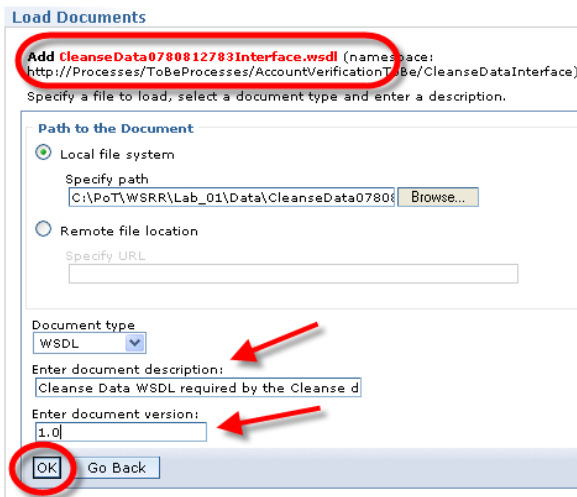 Load Documents
Add CleanseData0780812783Interface.wsdl (namespace:
http://Processes/ToBeProcesses/AccountVerificationToBe/CleanseDataInterface)
Specify a file to load, select a document type and enter a description.
Path to the Document
Local file system
Specify path
C:\PoT\WSRR\Lab_01\Data\CleanseData0780
Browse...
Remote file location
Specify URL
Document type
WSDL
Enter document description:
Cleanse Data WSDL required by the Cleanse d
Enter document version:
1.0
OK Go Back